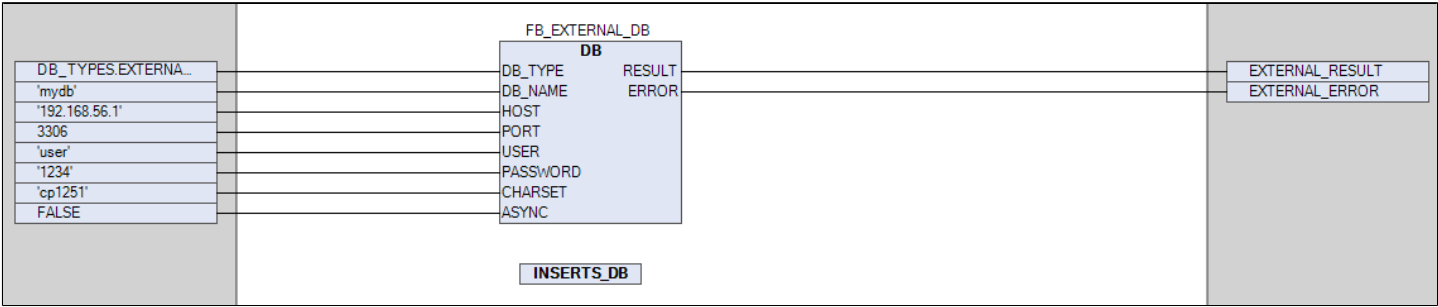 FB_EXTERNAL_DB
DB
DB_TYPES.EXTERNA... DB_TYPE RESULT EXTERNAL_RESULT
'mydb' DB_NAME ERROR EXTERNAL_ERROR
'192.168.56.1' HOST
3306 PORT
'user' USER
'1234' PASSWORD
'cp1251' CHARSET
FALSE ASYNC
INSERTS_DB